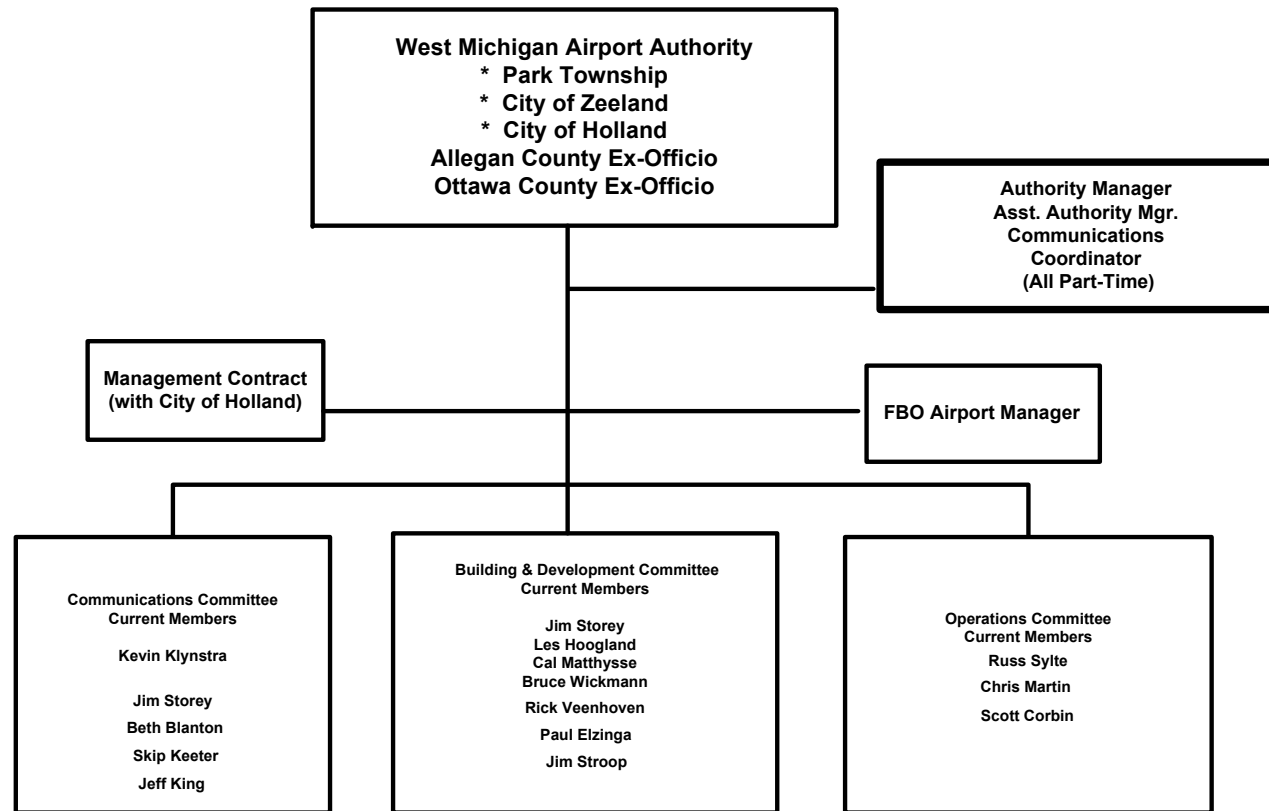 West Michigan Airport Authority
* Park Township
* City of Zeeland
* City of Holland
Allegan County Ex-Officio
Ottawa County Ex-Officio
Authority Manager
Asst. Authority Mgr.
Communications
Coordinator
(All Part-Time)
Management Contract
(with City of Holland)
FBO Airport Manager
Communications Committee
Current Members
Kevin Klynstra
Jim Storey
Beth Blanton
Skip Keeter
Jeff King
Building & Development Committee
Current Members
Jim Storey
Les Hoogland
Cal Matthysse
Bruce Wickmann
Rick Veenhoven
Paul Elzinga
Jim Stroop
Operations Committee
Current Members
Russ Sylte
Chris Martin
Scott Corbin